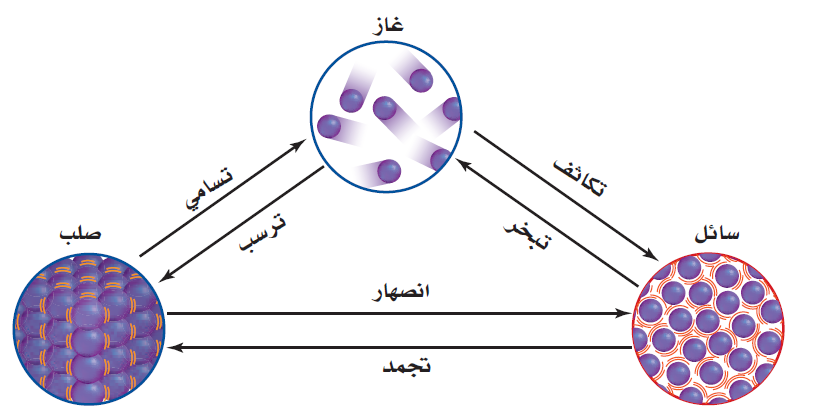 غاز
تسامي
ترسب
تكاثف
تبخر
صلب
سائل
انصهار
تجمد